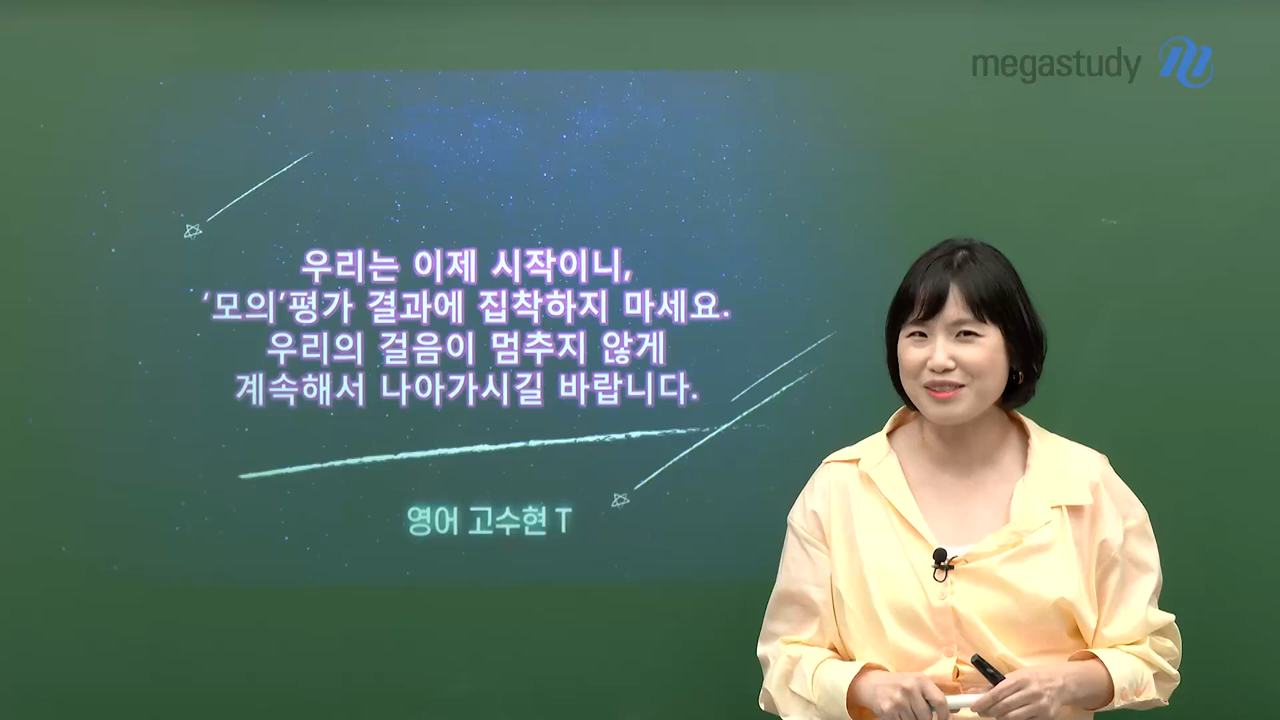 megastudy
우리는 이제 시작이니,
‘모의’평가 결과에 집착하지 마세요.
우리의 걸음이 멈추지 않게
계속해서 나아가시길 바랍니다.
영어 고수현 T